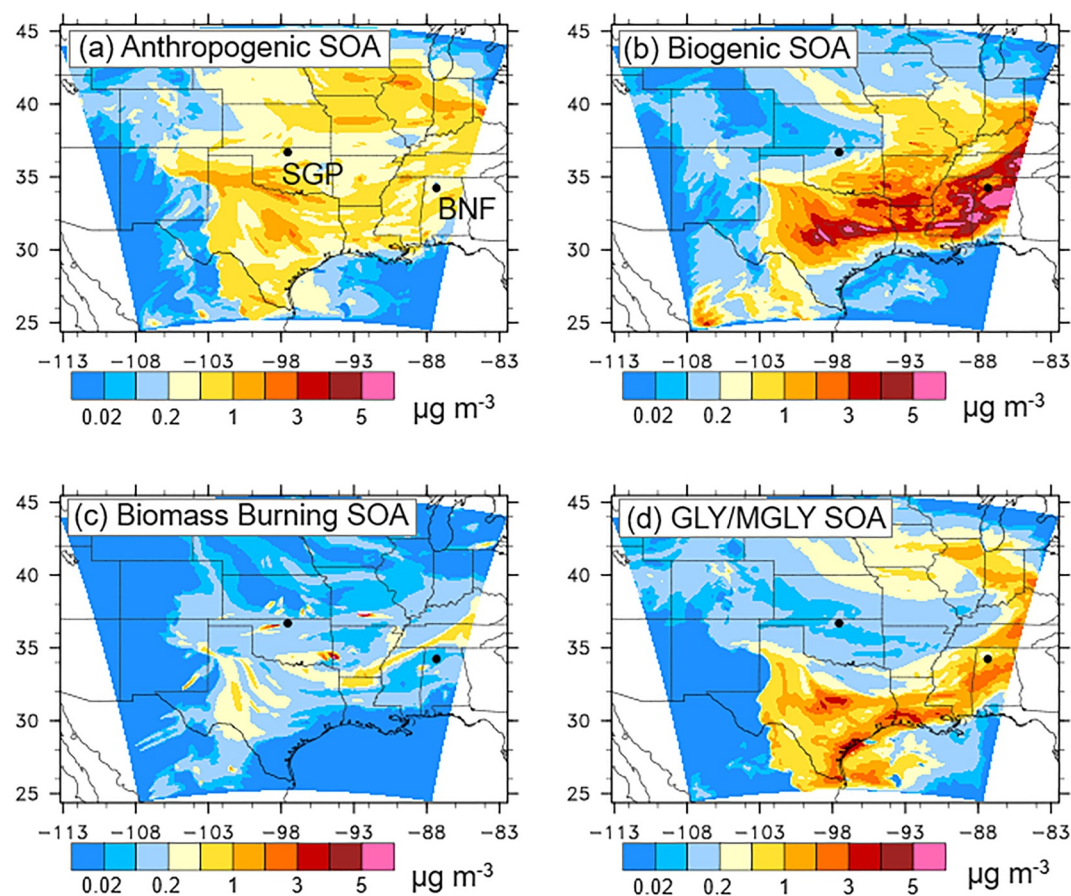 (a) Anthropogenic SOA
(b) Biogenic SOA
45
40
35
30
25
SGP
BNF
45
40
35
30
25
−113 −108 −103 −98 −93 −88 −83
−113 −108 −103 −98 −93 −88 −83
0.02 0.2 1 3 5 µg m-3
0.02 0.2 1 3 5 µg m-3
(c) Biomass Burning SOA
(d) GLY/MGLY SOA
45
40
35
30
25
45
40
35
30
25
−113 −108 −103 −98 −93 −88 −83
−113 −108 −103 −98 −93 −88 −83
0.02 0.2 1 3 5 µg m-3
0.02 0.2 1 3 5 µg m-3